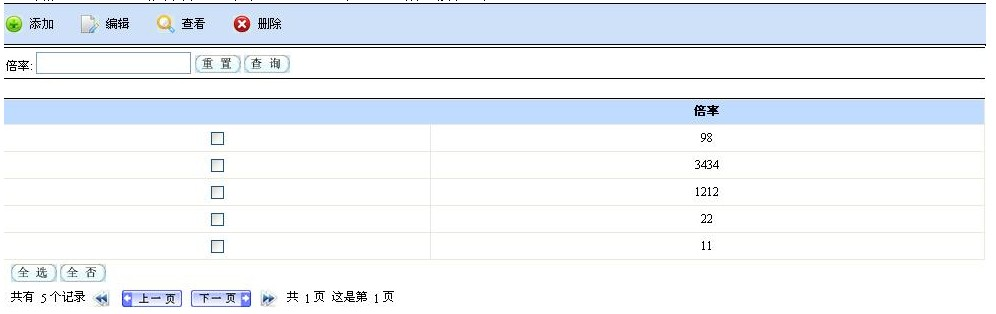 添加 编辑 查看 删除
倍率: 重 置 查 询
倍率
98
3434
1212
22
11
全 选 全 否
共有 5 个记录 上一页 下一页 共 1 页 这是第 1 页